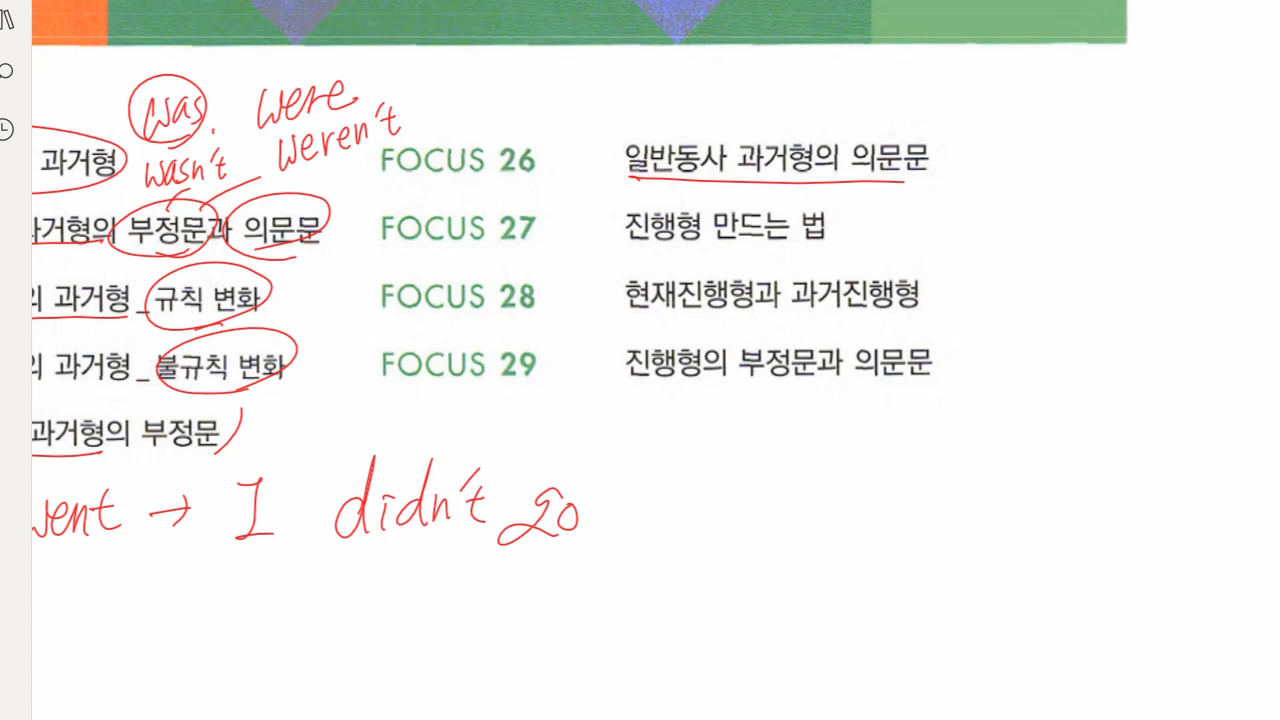 was. were
wasn't weren't
과거형
거형의 부정문과 의문문
과거형_규칙 변화
과거형_불규칙 변화
과거형의 부정문
went → I didn't go
FOCUS 26 일반동사 과거형의 의문문
FOCUS 27 진행형 만드는 법
FOCUS 28 현재진행형과 과거진행형
FOCUS 29 진행형의 부정문과 의문문